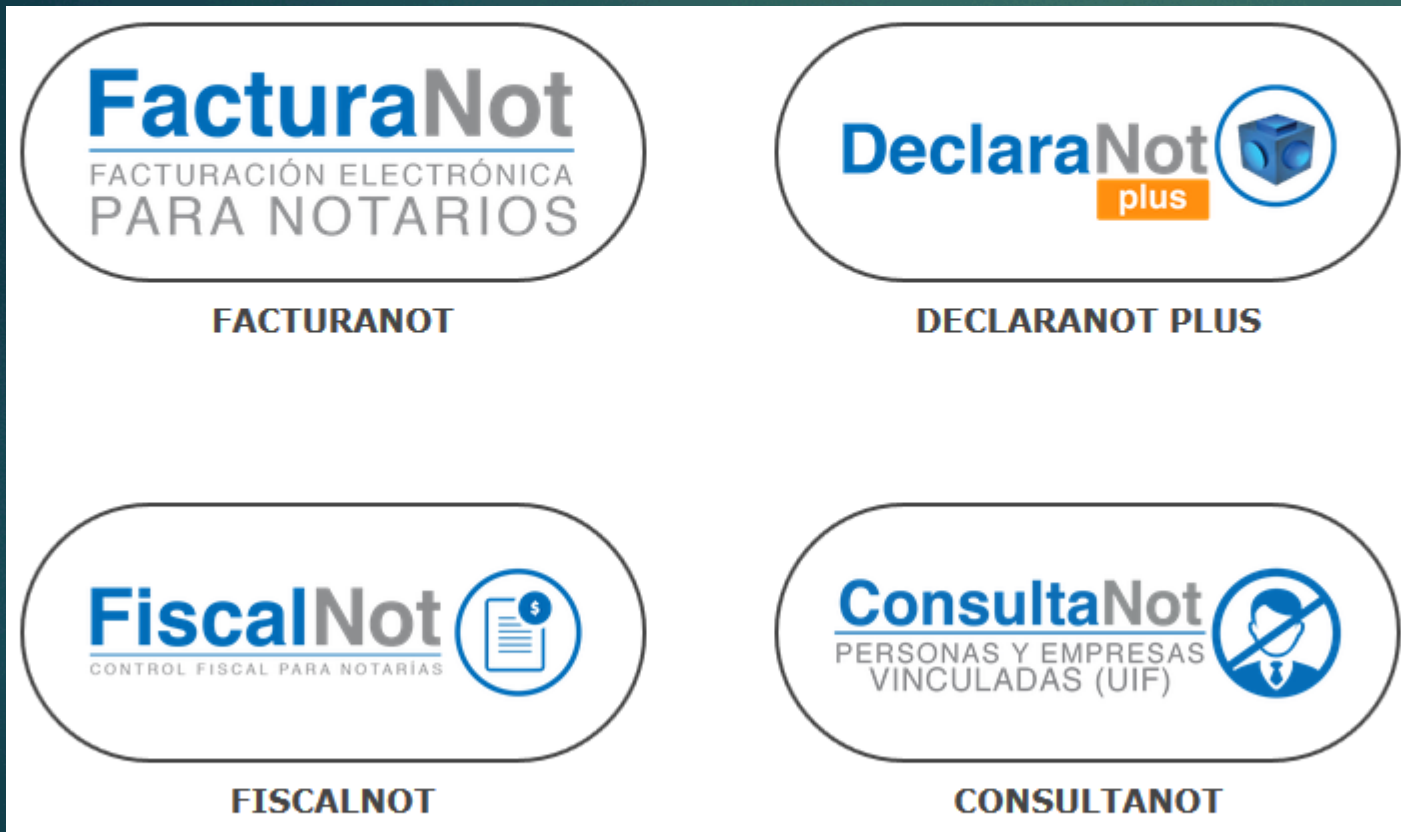 FacturaNot
FACTURACIÓN ELECTRÓNICA
PARA NOTARIOS
FACTURANOT
DeclaraNot
plus
DECLARANOT PLUS
FiscalNot
$
CONTROL FISCAL PARA NOTARÍAS
FISCALNOT
ConsultaNot
PERSONAS Y EMPRESAS
VINCULADAS (UIF)
CONSULTANOT